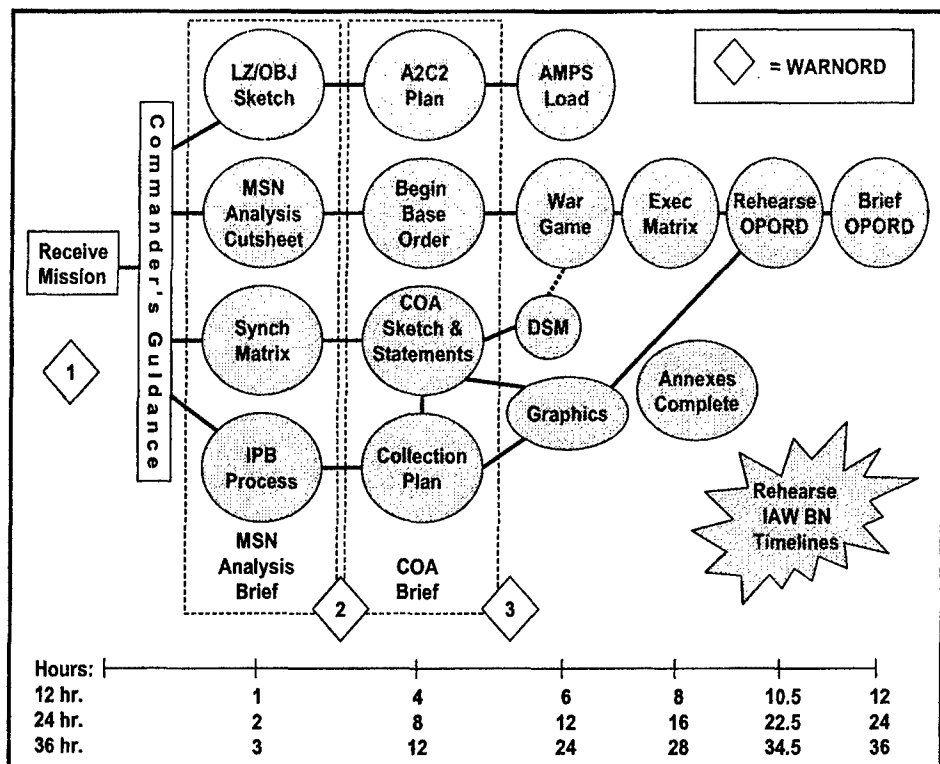 LZ/OBJ
Sketch
A2C2
Plan
AMPS
Load
= WARNORD
Commander's Guidance
MSN
Analysis
Cutsheet
Begin
Base
Order
War
Game
Exec
Matrix
Rehearse
OPORD
Brief
OPORD
Receive
Mission
1
Synch
Matrix
COA
Sketch &
Statements
DSM
Graphics
Annexes
Complete
IPB
Process
Collection
Plan
Rehearse
IAW BN
Timelines
MSN
Analysis
Brief
2
COA
Brief
3
Hours:
12 hr. 1 4 6 8 10.5 12
24 hr. 2 8 12 16 22.5 24
36 hr. 3 12 24 28 34.5 36